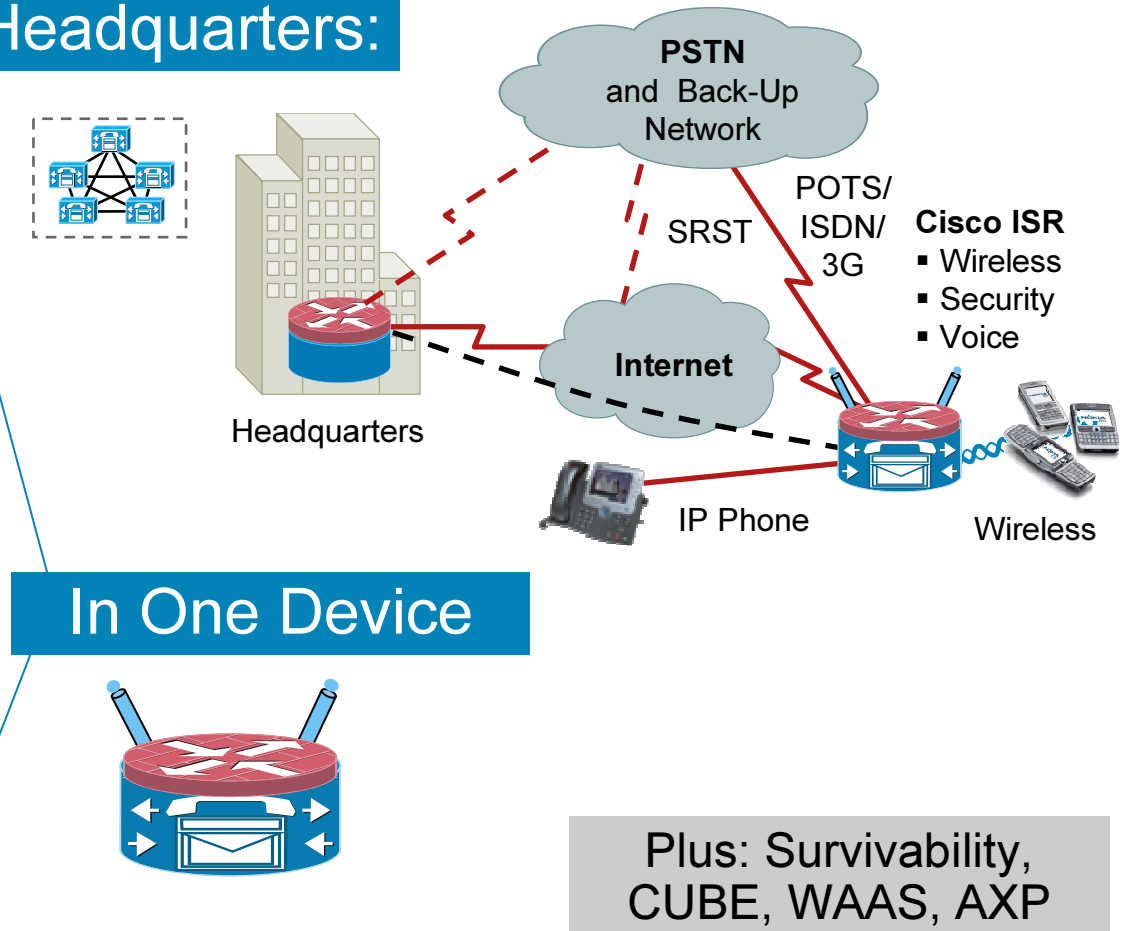 Headquarters:
PSTN
and Back-Up
Network
SRST
POTS/
ISDN/
3G
Cisco ISR
▪ Wireless
▪ Security
▪ Voice
Internet
Headquarters
IP Phone
Wireless
NOKIA
In One Device
Plus: Survivability,
CUBE, WAAS, AXP